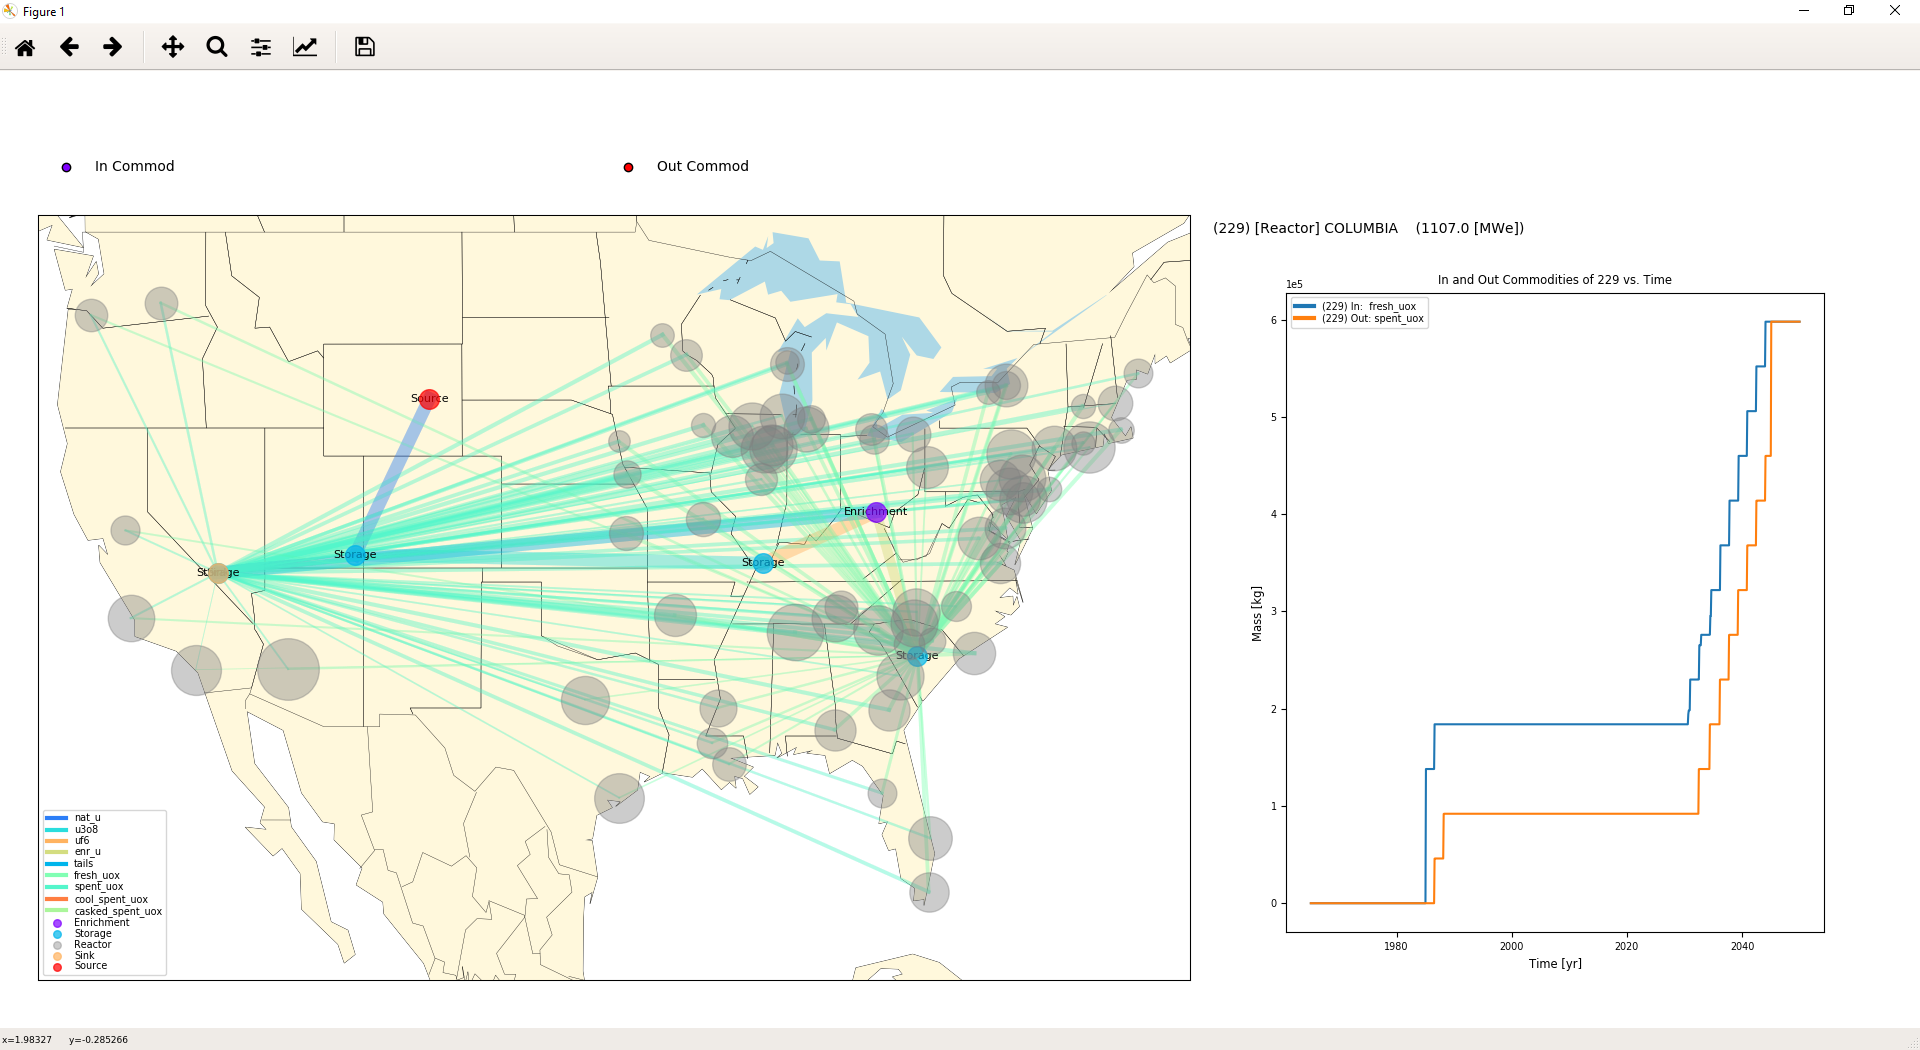 Figure 1
In Commod
Out Commod
(229) [Reactor] COLUMBIA (1107.0 [MWe])
In and Out Commodities of 229 vs. Time
1e5
(229) In: fresh_uox
(229) Out: spent_uox
6
5
4
3
2
1
0
Mass [kg]
1980
2000
2020
2040
Time [yr]
Source
Enrichment
Storage
Storage
Storage
Storage
nat_u
u3o8
uf6
enr_u
tails
fresh_uox
spent_uox
cool_spent_uox
casked_spent_uox
Enrichment
Storage
Reactor
Sink
Source
x=1.98327 y=-0.285266